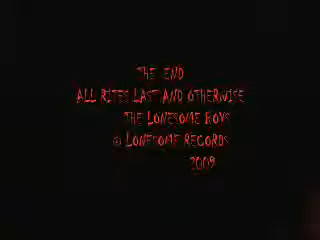 THE END
ALL RITES LAST AND OTHERWISE
THE LONESOME BOYS
@ LONESOME RECORDS
2009